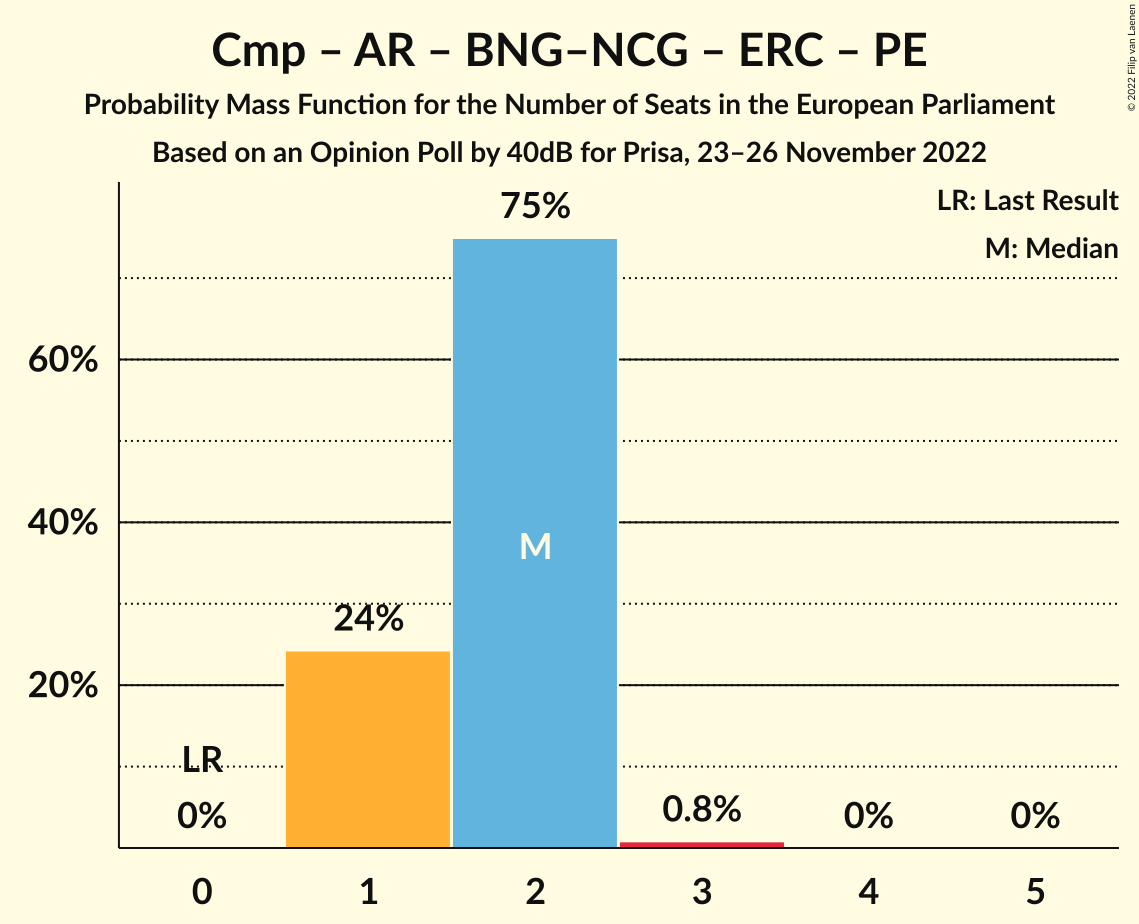 Cmp – AR – BNG–NCG – ERC – PE
Probability Mass Function for the Number of Seats in the European Parliament
Based on an Opinion Poll by 40dB for Prisa, 23–26 November 2022
© 2022 Filip van Laenen
LR: Last Result
M: Median
75%
60%
40%
20%
M
24%
LR
0%
0.8%
0%
0%
0 1 2 3 4 5